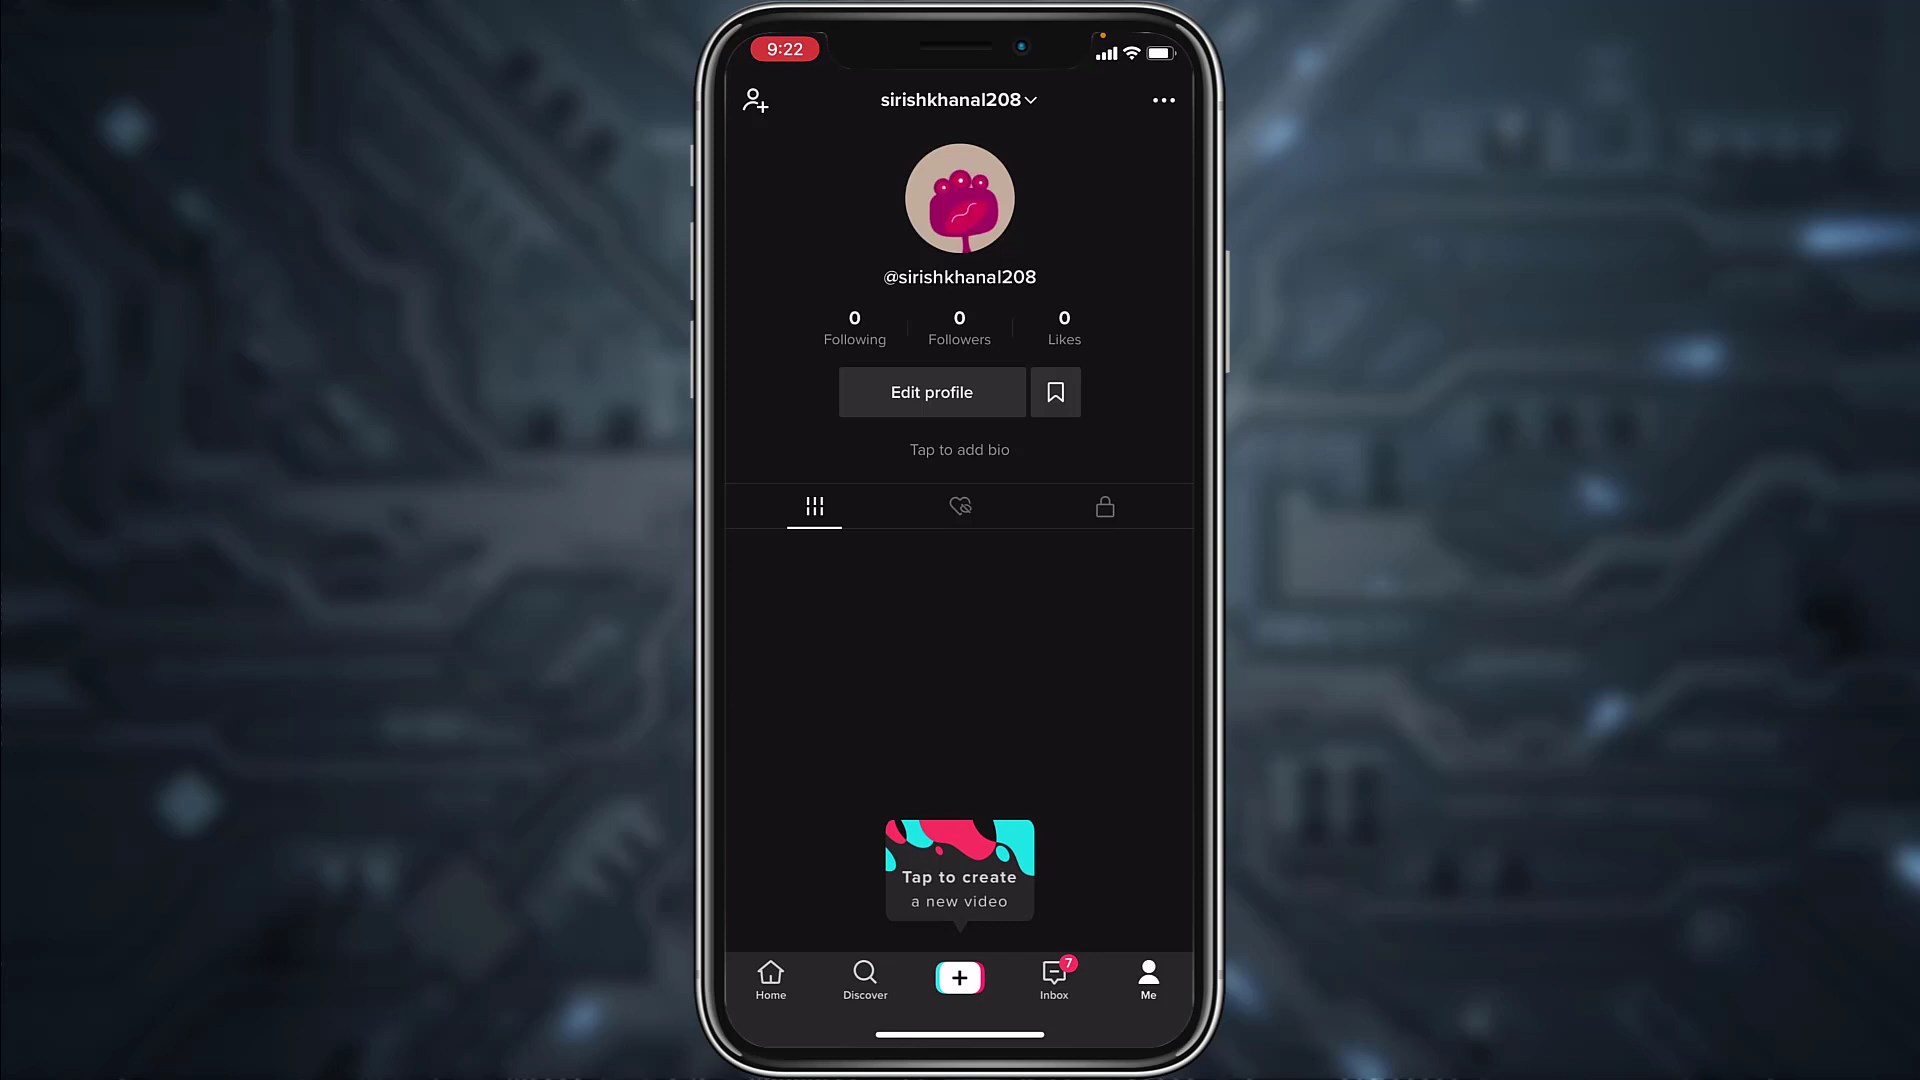 9:22
sirishkhanal208
@sirishkhanal208
0 0 0
Following Followers Likes
Edit profile
Tap to add bio
Tap to create
a new video
7
Home Discover Inbox Me